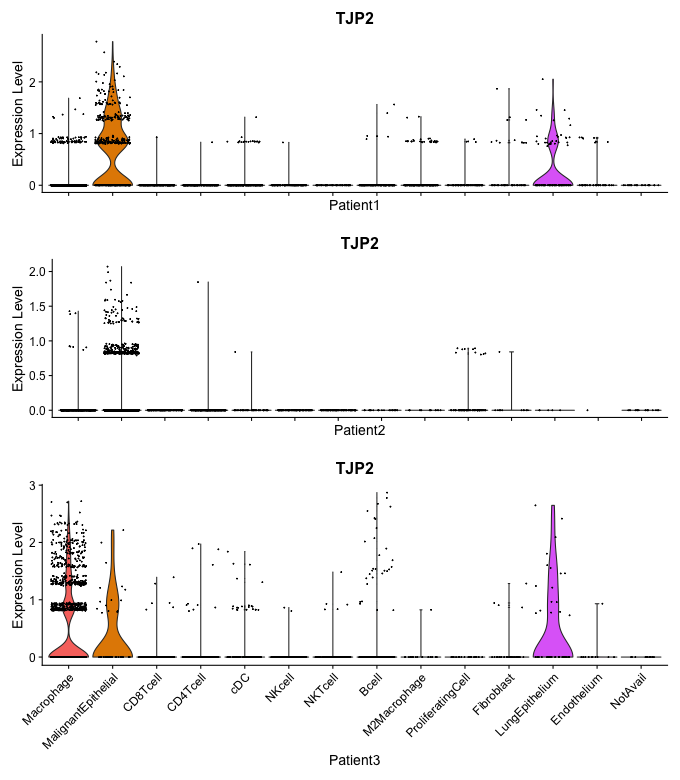 TJP2
Expression Level
2
1
0
Patient1
TJP2
Expression Level
2.0
1.5
1.0
0.5
0.0
Patient2
TJP2
Expression Level
3
2
1
0
Macrophage
MalignantEpithelial
CD8Tcell
CD4Tcell
cDC
NKcell
NKTcell
Bcell
M2Macrophage
ProliferatingCell
Fibroblast
LungEpithelium
Endothelium
NotAvail
Patient3